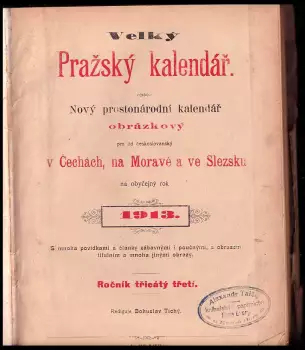 Velký
Pražský kalendář.
Nový prostonárodní kalendář
obrázkový
pro lid českoslovanský
v Čechách, na Moravě a ve Slezsku
na obyčejný rok
1913.
S mnoha povídkami a články zábavnými i poučnými, s obrazem
titulním a mnoha jinými obrazy.
Ročník třicátý třetí.
Rediguje Bohuslav Tichý.